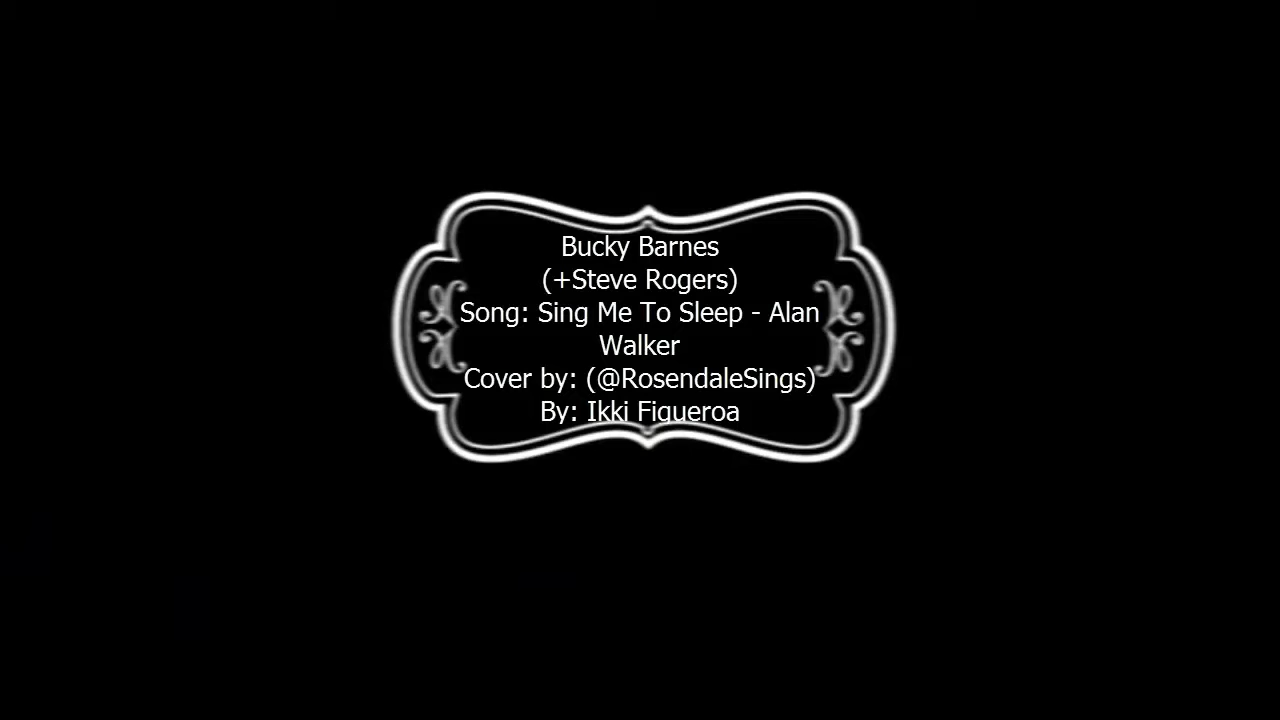 Bucky Barnes
(+Steve Rogers)
Song: Sing Me To Sleep - Alan
Walker
Cover by: (@RosendaleSings)
By: Ikki Figueroa